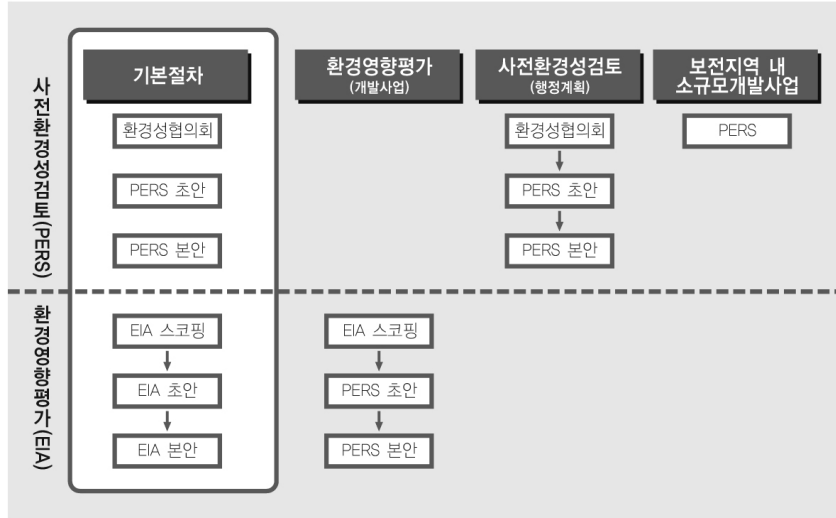 기본절차
환경영향평가
(개발사업)
사전환경성검토
(행정계획)
보전지역 내
소규모개발사업
사전환경성검토(PERS)
환경성협의회
환경성협의회
PERS
PERS 초안
PERS 초안
PERS 본안
PERS 본안
환경영향평가(EIA)
EIA 스코핑
EIA 스코핑
EIA 초안
PERS 초안
EIA 본안
PERS 본안